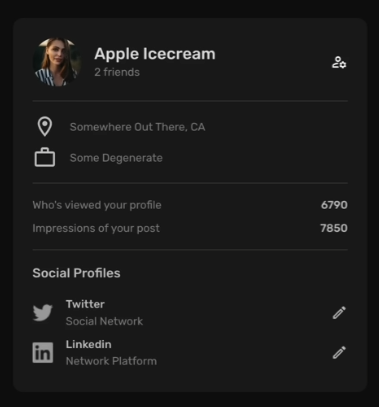 Apple Icecream
2 friends
Somewhere Out There, CA
Some Degenerate
Who's viewed your profile 6790
Impressions of your post 7850
Social Profiles
Twitter
Social Network
Linkedin
Network Platform